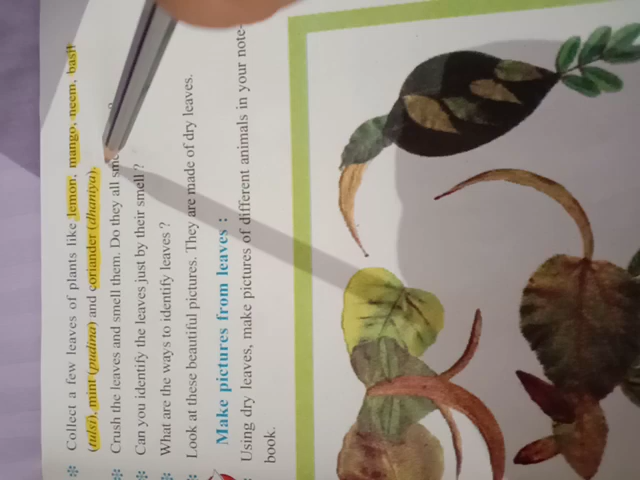 Collect a few leaves of plants like lemon, mango, neem, basil
(tulsi), mint (pudina) and coriander (dhaniya).
Crush the leaves and smell them. Do they all ?
Can you identify the leaves just by their smell ?
What are the ways to identify leaves ?
Look at these beautiful pictures. They are made of dry leaves.
Make pictures from leaves :
Using dry leaves, make pictures of different animals in your note-
book.